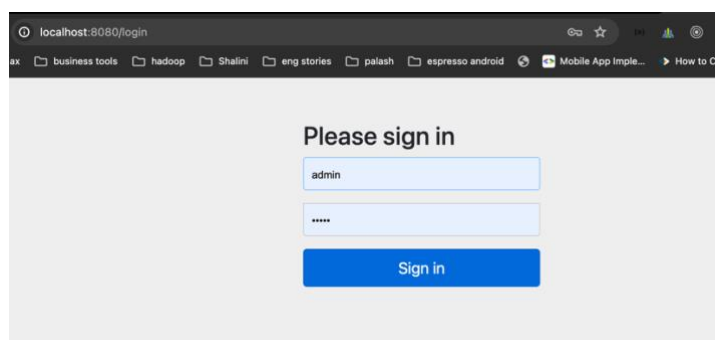 localhost:8080/login
ax business tools hadoop Shalini eng stories palash espresso android Mobile App Imple... How to C
Please sign in
admin
•••••
Sign in